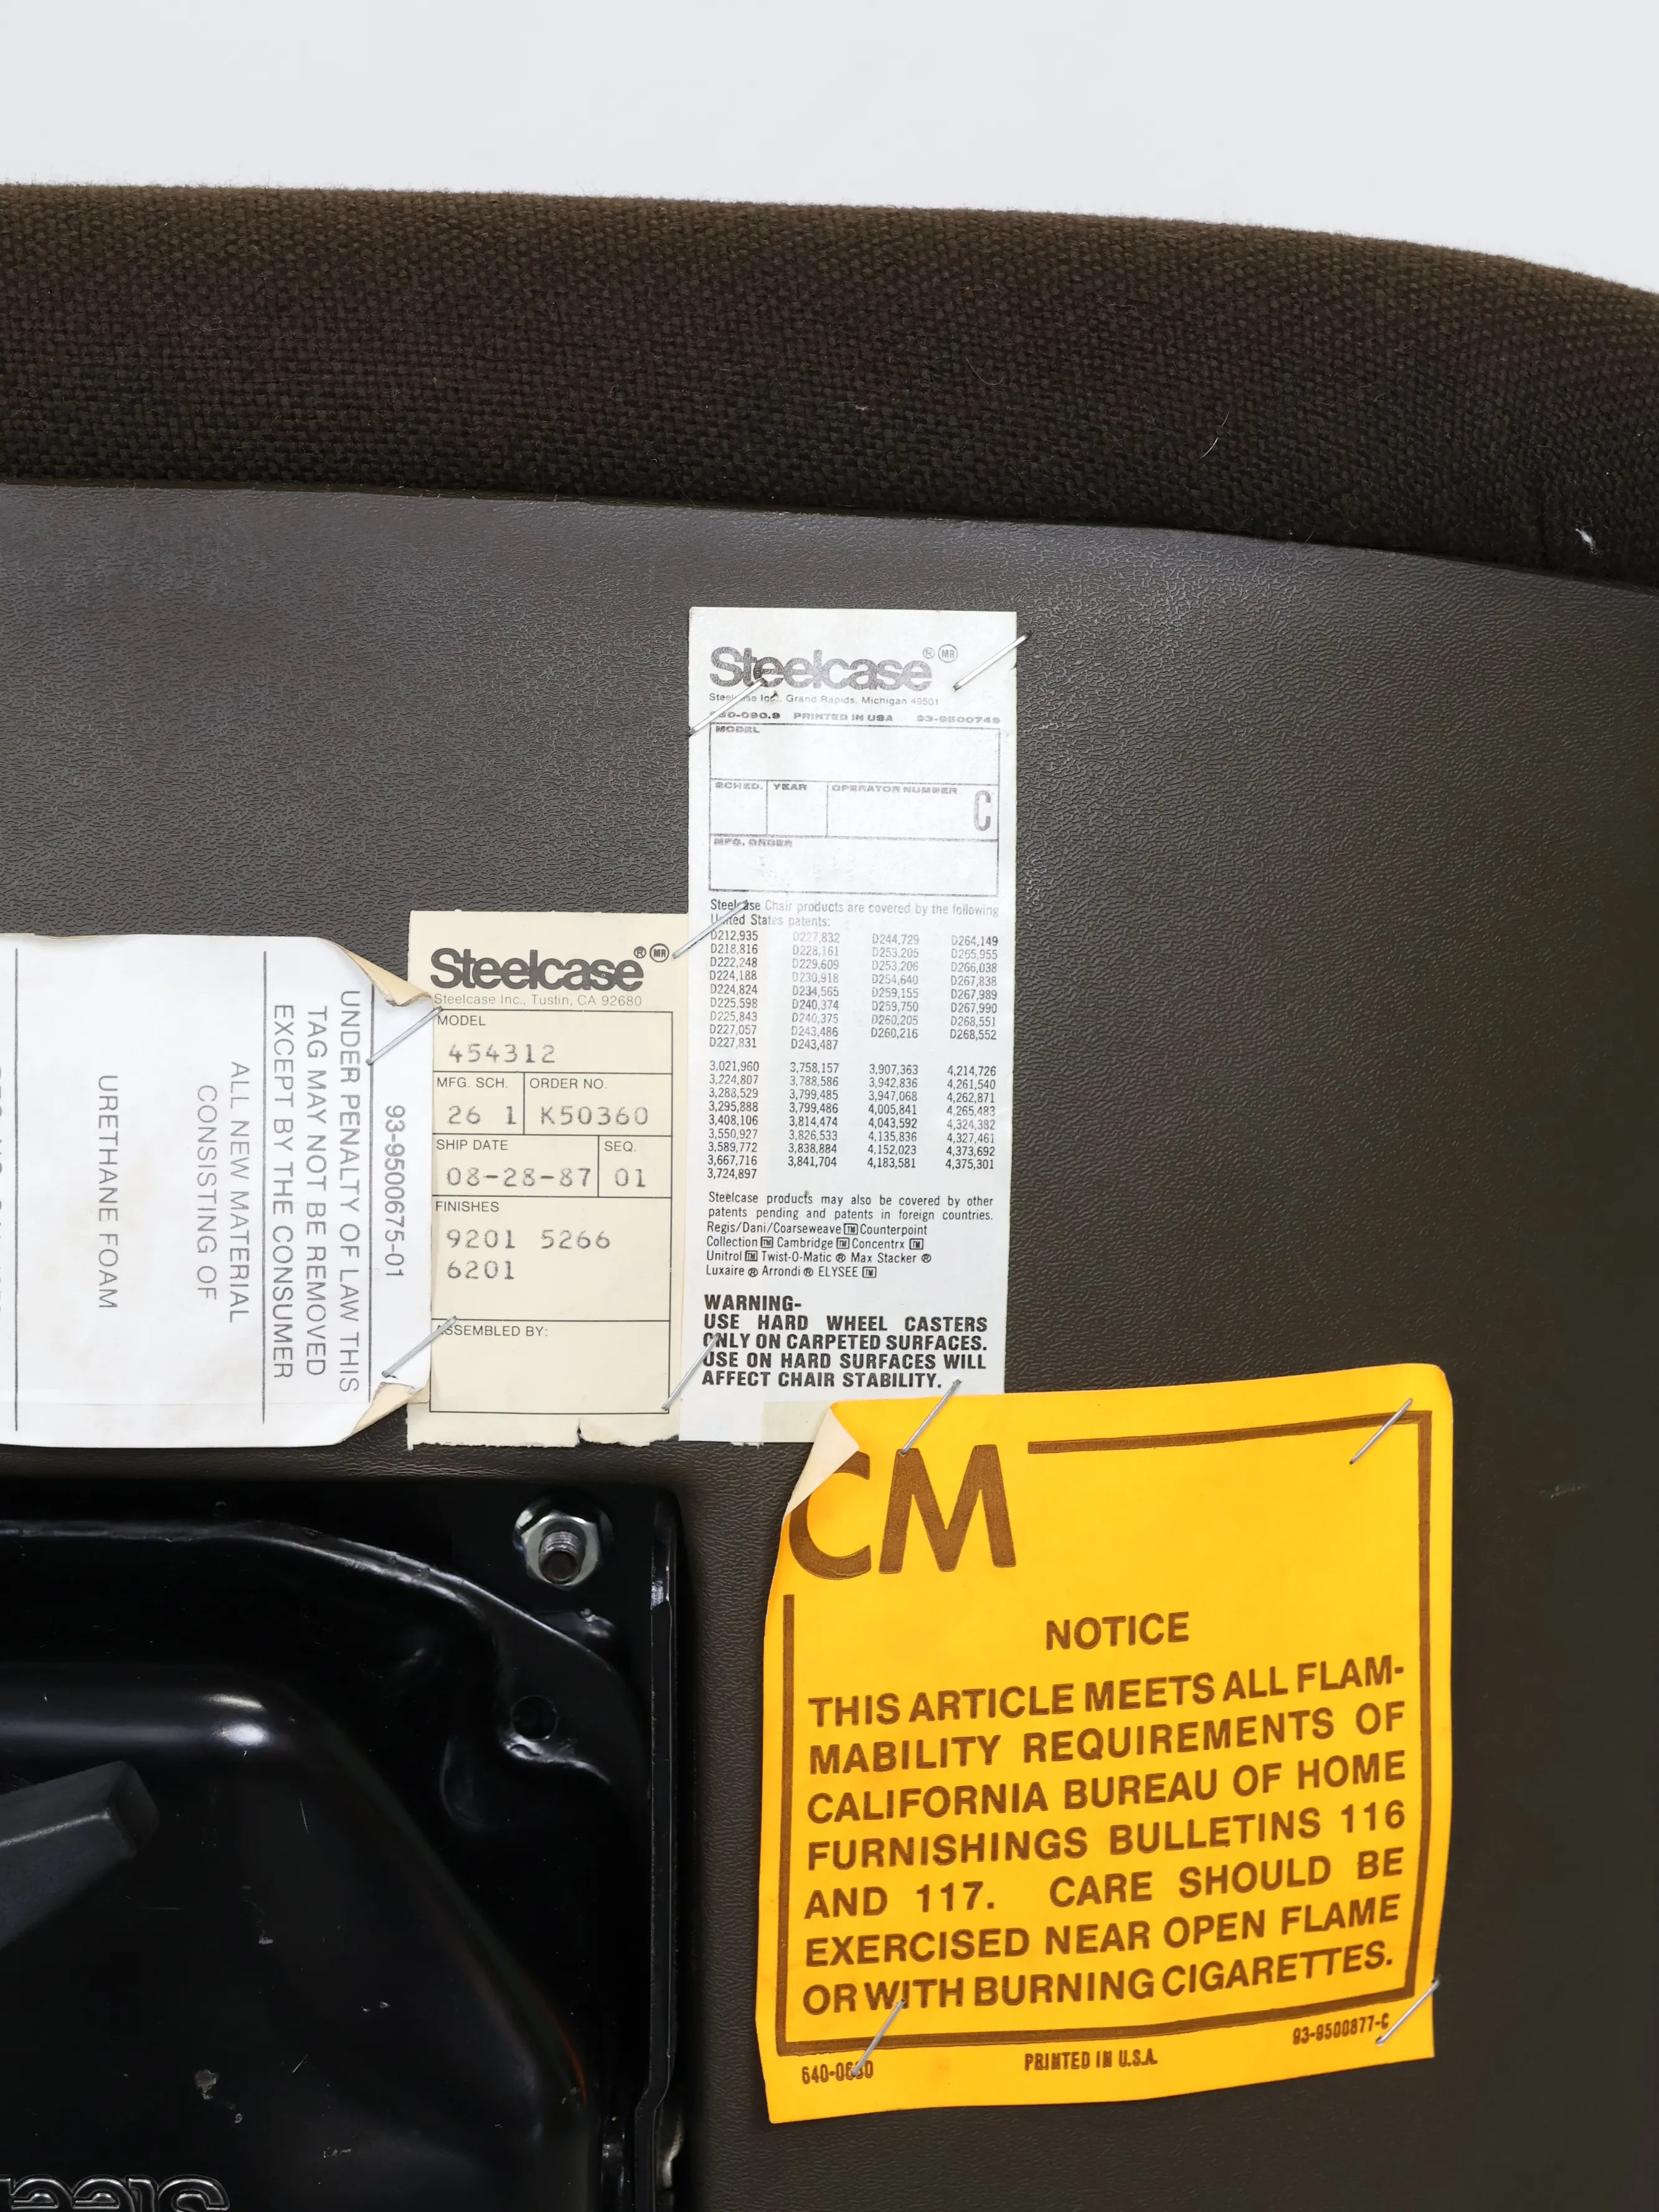 Steelcase ® MR
Steelcase Inc., Grand Rapids, Michigan 49501
PRINTED IN USA 93-9500749
MODEL
SCHED. YEAR OPERATOR NUMBER C
MFG. ORDER
Steelcase Chair products are covered by the following
United States patents:
D212,935 D227,832 D244,729 D264,149
D218,816 D228,161 D253,205 D265,955
D222,248 D229,609 D253,206 D266,038
D224,188 D230,918 D254,640 D267,838
D224,824 D234,565 D259,155 D267,989
D225,598 D240,374 D259,750 D267,990
D225,843 D240,375 D260,205 D268,551
D227,057 D243,486 D260,216 D268,552
D227,831 D243,487
3,021,960 3,758,157 3,907,363 4,214,726
3,224,807 3,788,586 3,942,836 4,261,540
3,288,529 3,799,485 3,947,068 4,262,871
3,295,888 3,799,486 4,005,841 4,265,483
3,408,106 3,814,474 4,043,592 4,324,382
3,550,927 3,826,533 4,135,836 4,327,461
3,589,772 3,838,884 4,152,023 4,373,692
3,667,716 3,841,704 4,183,581 4,375,301
3,724,897
Steelcase products may also be covered by other
patents pending and patents in foreign countries.
Regis/Dani/Coarseweave TM Counterpoint
Collection TM Cambridge TM Concentrx TM
Unitrol TM Twist-O-Matic ® Max Stacker ®
Luxaire ® Arrondi ® ELYSEE TM
WARNING-
USE HARD WHEEL CASTERS
ONLY ON CARPETED SURFACES.
USE ON HARD SURFACES WILL
AFFECT CHAIR STABILITY.
Steelcase ® MR
Steelcase Inc., Tustin, CA 92680
MODEL
454312
MFG. SCH. ORDER NO.
26 1 K50360
SHIP DATE SEQ.
08-28-87 01
FINISHES
9201 5266
6201
ASSEMBLED BY:
93-9500675-01
UNDER PENALTY OF LAW THIS
TAG MAY NOT BE REMOVED
EXCEPT BY THE CONSUMER
ALL NEW MATERIAL
CONSISTING OF
URETHANE FOAM
CM
NOTICE
THIS ARTICLE MEETS ALL FLAM-
MABILITY REQUIREMENTS OF
CALIFORNIA BUREAU OF HOME
FURNISHINGS BULLETINS 116
AND 117. CARE SHOULD BE
EXERCISED NEAR OPEN FLAME
OR WITH BURNING CIGARETTES.
PRINTED IN U.S.A. 93-9500877-C